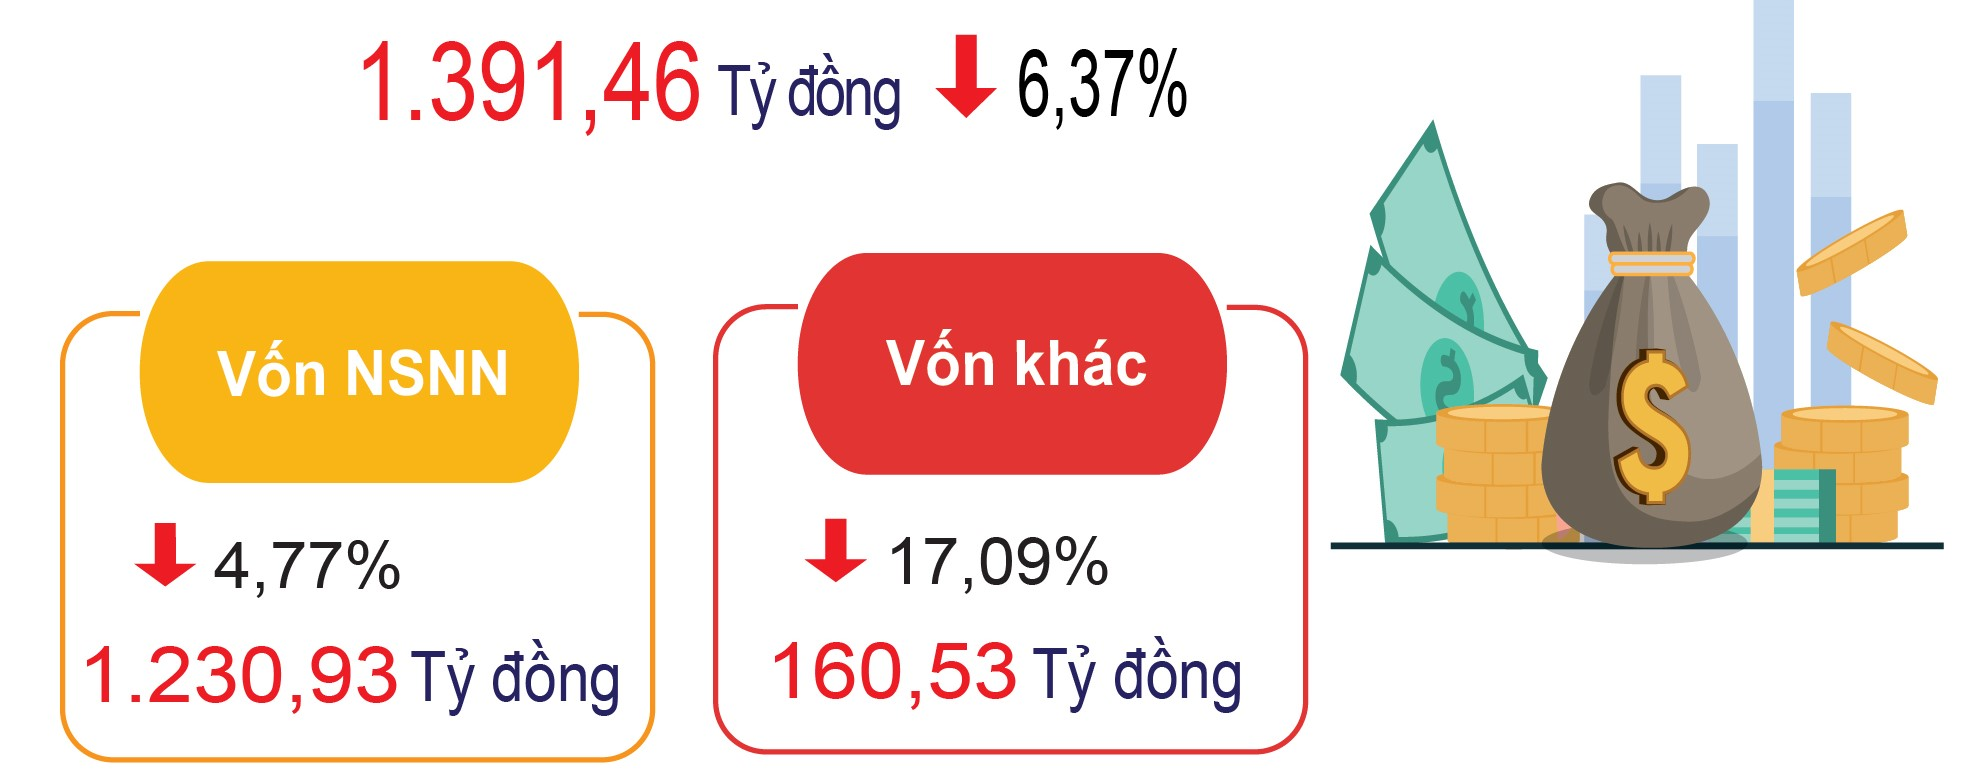 1.391,46 Tỷ đồng 6,37%
Vốn NSNN
4,77%
1.230,93 Tỷ đồng
Vốn khác
17,09%
160,53 Tỷ đồng
$